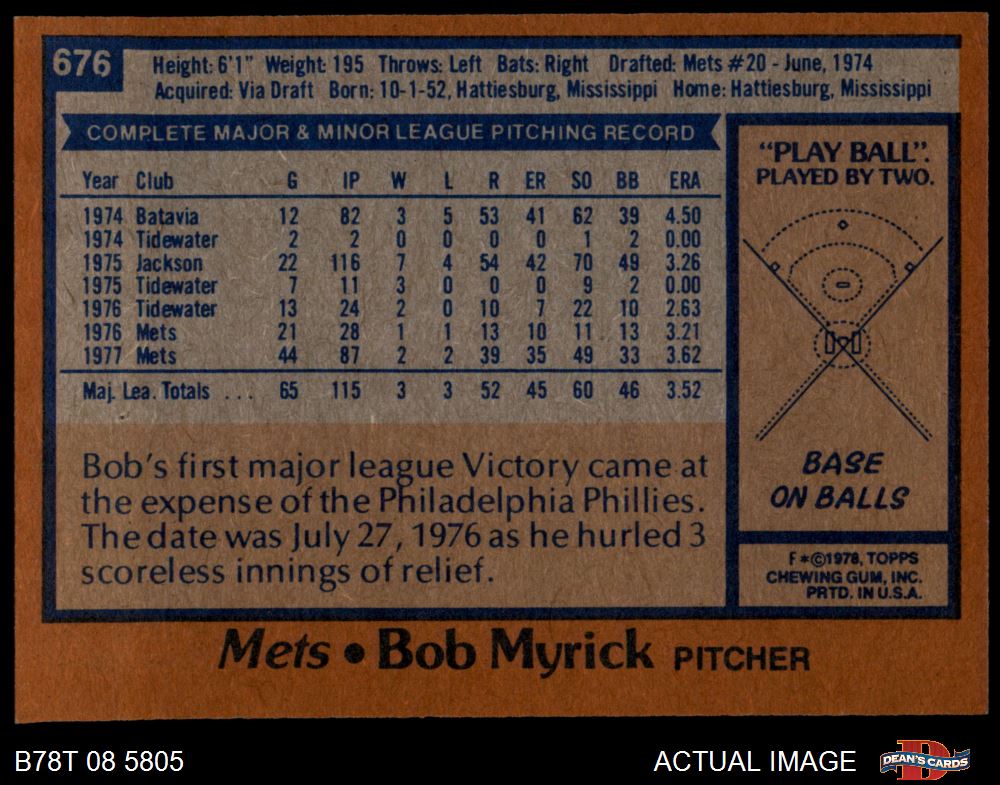 676
Height: 6'1" Weight: 195 Throws: Left Bats: Right Drafted: Mets #20 - June, 1974
Acquired: Via Draft Born: 10-1-52, Hattiesburg, Mississippi Home: Hattiesburg, Mississippi
COMPLETE MAJOR & MINOR LEAGUE PITCHING RECORD
Year Club G IP W L R ER SO BB ERA
1974 Batavia 12 82 3 5 53 41 62 39 4.50
1974 Tidewater 2 2 0 0 0 0 1 2 0.00
1975 Jackson 22 116 7 4 54 42 70 49 3.26
1975 Tidewater 7 11 3 0 0 0 9 2 0.00
1976 Tidewater 13 24 2 0 10 7 22 10 2.63
1976 Mets 21 28 1 1 13 10 11 13 3.21
1977 Mets 44 87 2 2 39 35 49 33 3.62
Maj. Lea. Totals ... 65 115 3 3 52 45 60 46 3.52
Bob's first major league Victory came at
the expense of the Philadelphia Phillies.
The date was July 27, 1976 as he hurled 3
scoreless innings of relief.
"PLAY BALL".
PLAYED BY TWO.
BASE
ON BALLS
F*©1978, TOPPS
CHEWING GUM, INC.
PRTD. IN U.S.A.
Mets • Bob Myrick PITCHER
B78T 08 5805
ACTUAL IMAGE
D
DEAN'S CARDS